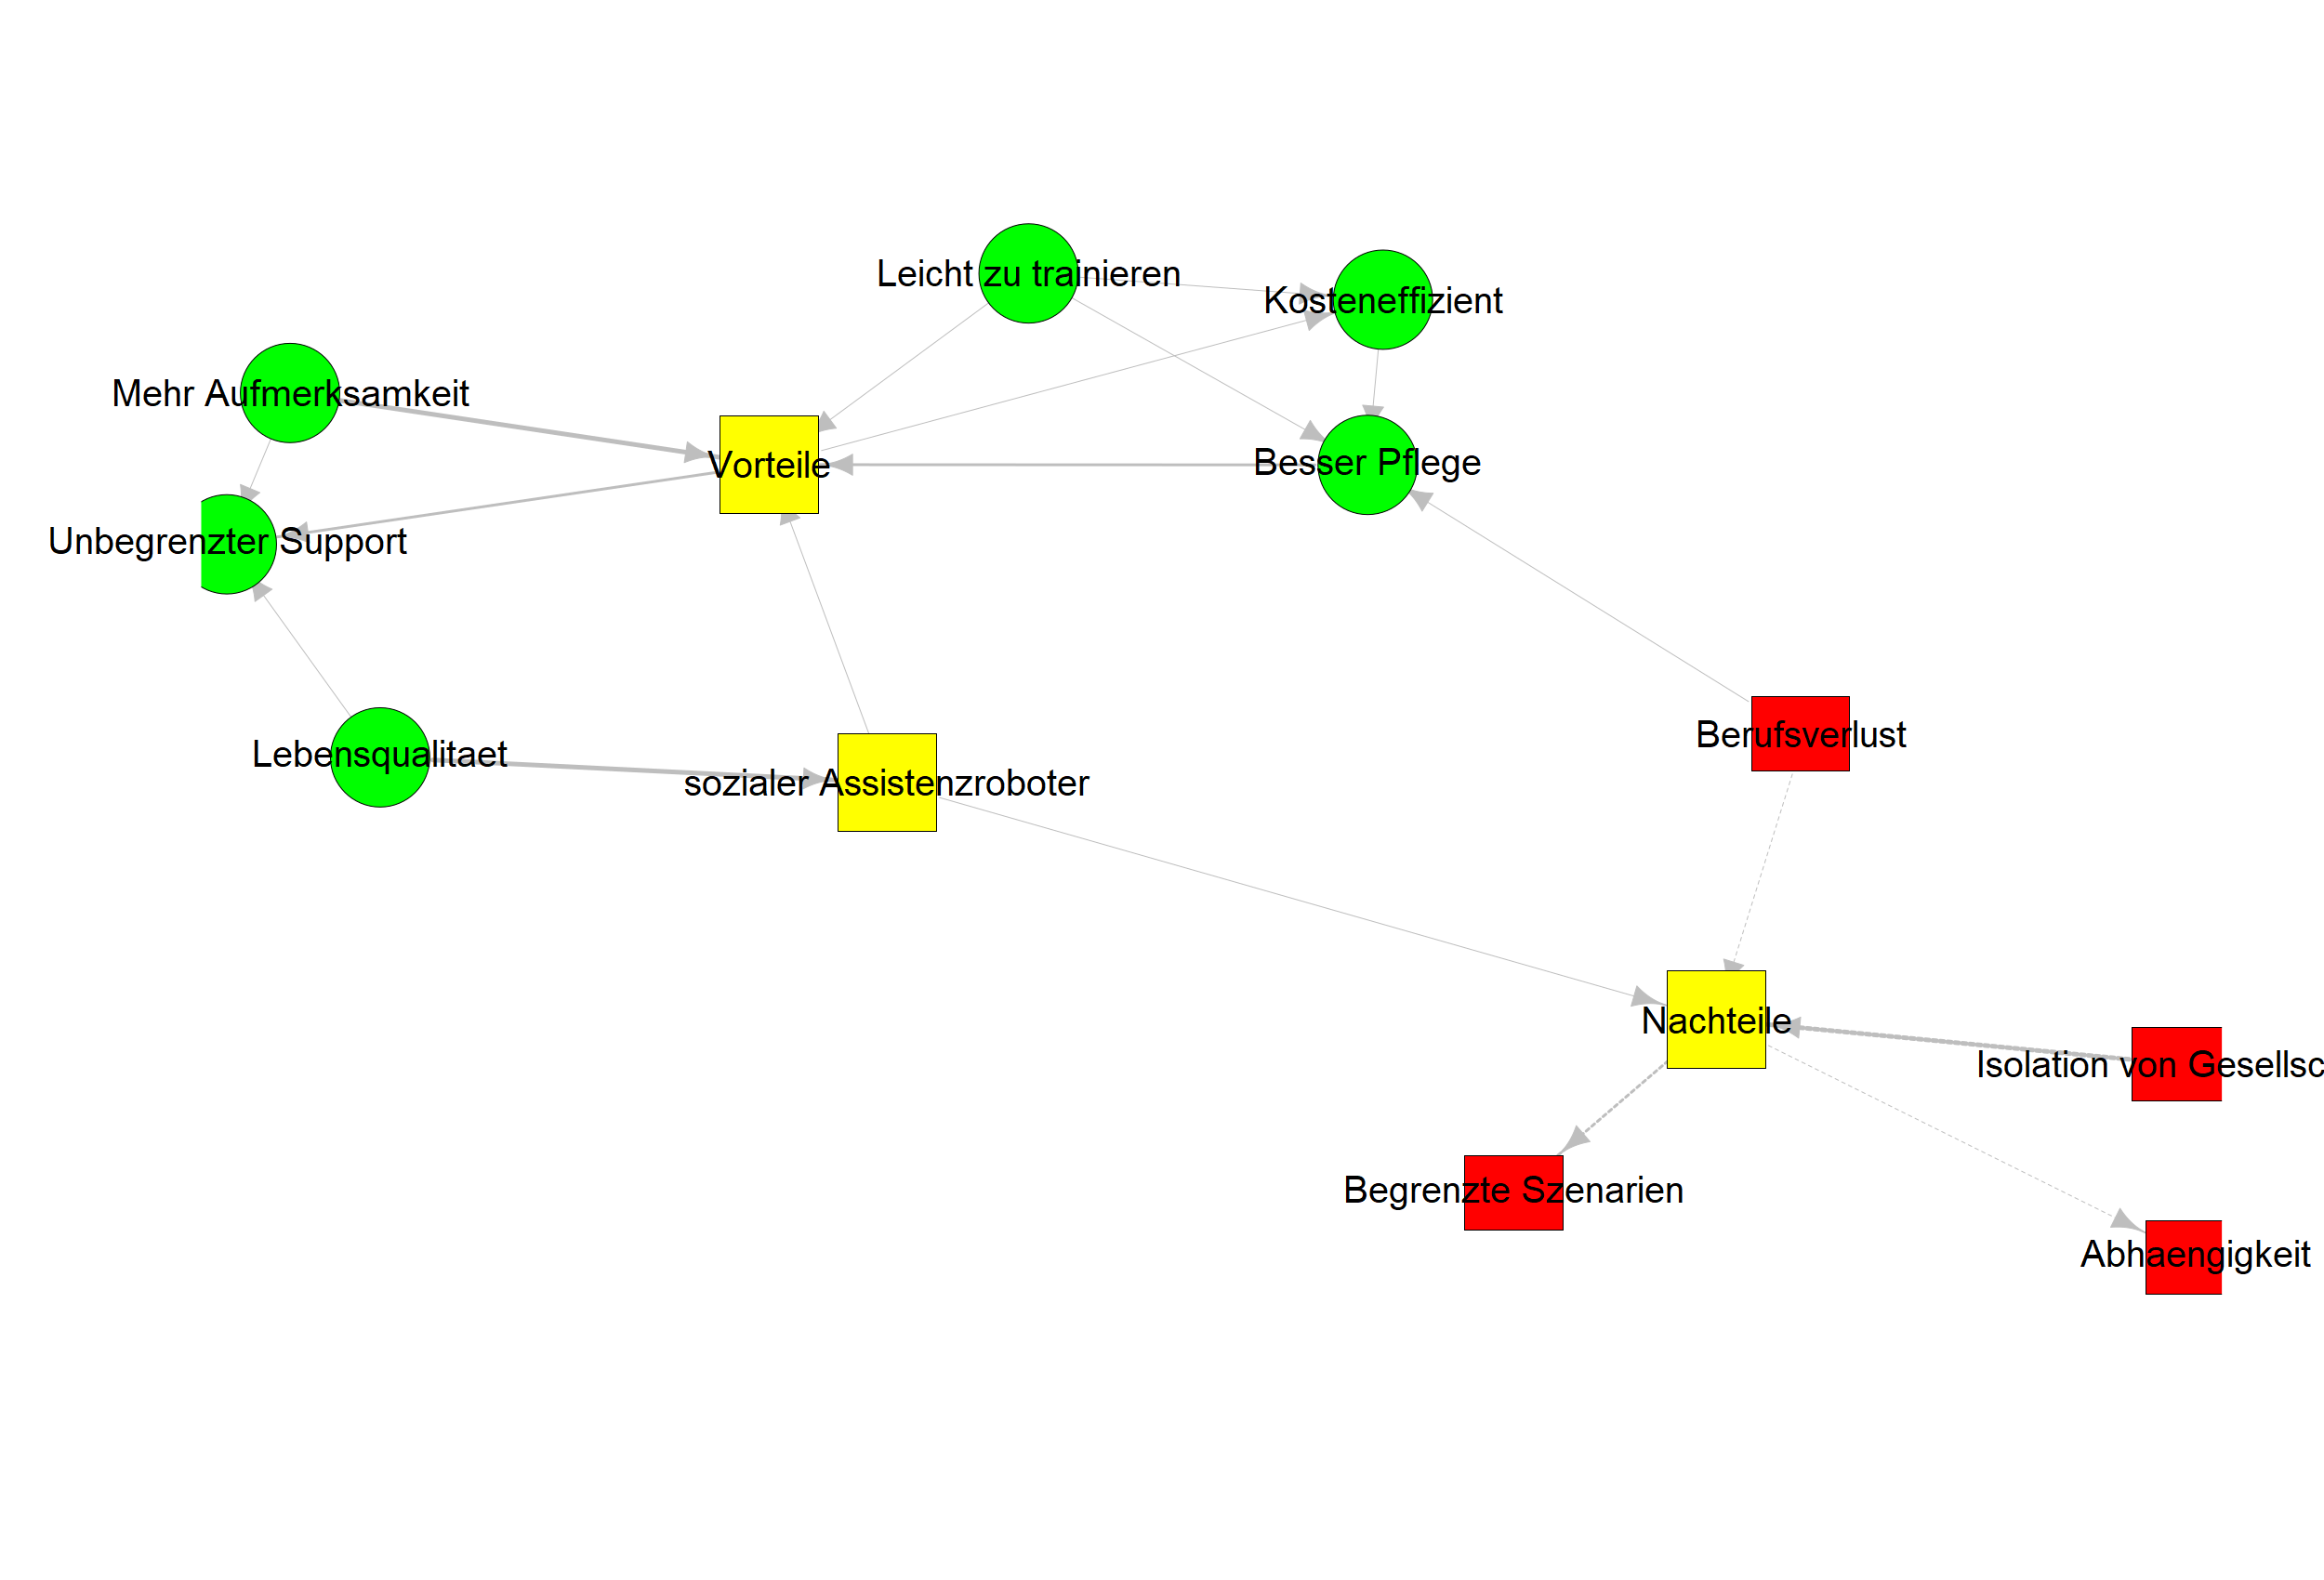 Leicht zu trainieren
Kosteneffizient
Mehr Aufmerksamkeit
Vorteile
Besser Pflege
Unbegrenzter Support
Berufsverlust
Lebensqualitaet
sozialer Assistenzroboter
Nachteile
Isolation von Gesellsc
Begrenzte Szenarien
Abhaengigkeit